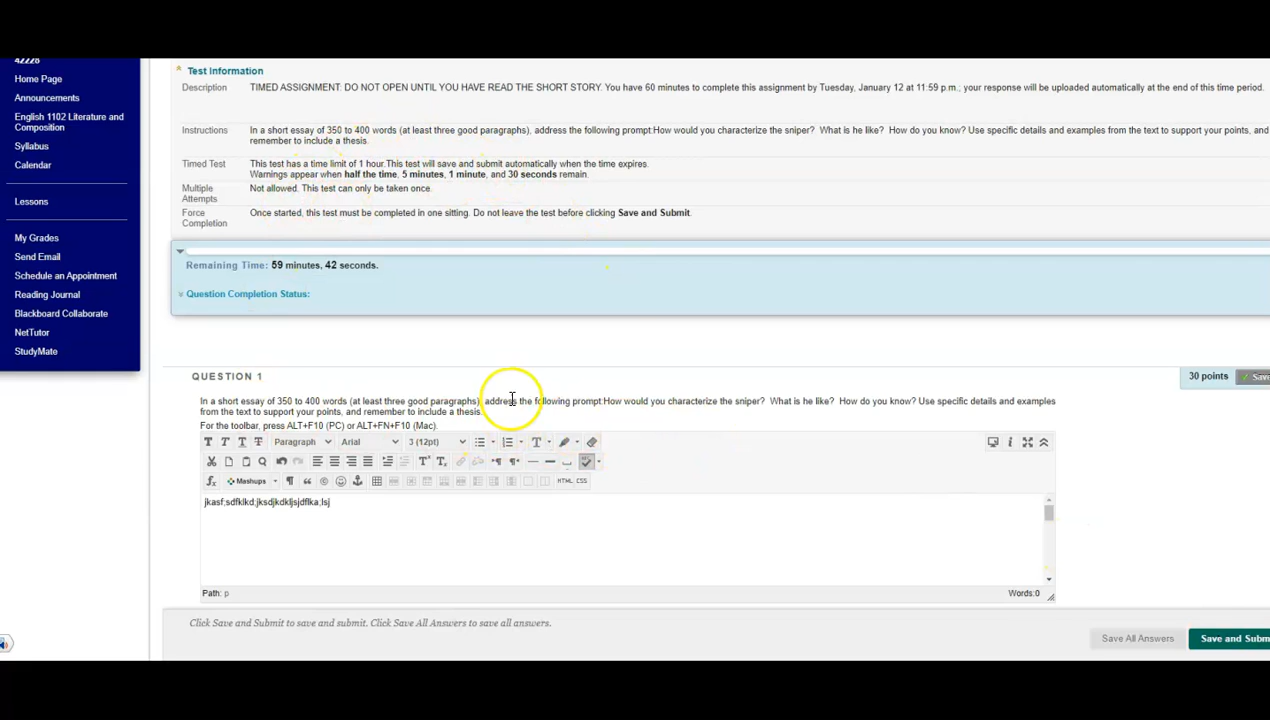 42228
Home Page
Announcements
English 1102 Literature and
Composition
Syllabus
Calendar
Lessons
My Grades
Send Email
Schedule an Appointment
Reading Journal
Blackboard Collaborate
NetTutor
StudyMate
Test Information
Description TIMED ASSIGNMENT: DO NOT OPEN UNTIL YOU HAVE READ THE SHORT STORY. You have 60 minutes to complete this assignment by Tuesday, January 12 at 11:59 p.m.; your response will be uploaded automatically at the end of this time period.
Instructions In a short essay of 350 to 400 words (at least three good paragraphs), address the following prompt:How would you characterize the sniper? What is he like? How do you know? Use specific details and examples from the text to support your points, and
remember to include a thesis.
Timed Test This test has a time limit of 1 hour.This test will save and submit automatically when the time expires.
Warnings appear when half the time, 5 minutes, 1 minute, and 30 seconds remain.
Multiple Attempts Not allowed. This test can only be taken once.
Force Completion Once started, this test must be completed in one sitting. Do not leave the test before clicking Save and Submit.
Remaining Time: 59 minutes, 42 seconds.
Question Completion Status:
QUESTION 1
30 points
Save
In a short essay of 350 to 400 words (at least three good paragraphs), address the following prompt:How would you characterize the sniper? What is he like? How do you know? Use specific details and examples
from the text to support your points, and remember to include a thesis.
For the toolbar, press ALT+F10 (PC) or ALT+FN+F10 (Mac).
T T T T Paragraph Arial 3 (12pt) T
T T
fx Mashups ¶ HTML CSS
jkasf;sdfklkd;jksdjkdkljsjdflka;lsj
Path: p Words:0
Click Save and Submit to save and submit. Click Save All Answers to save all answers.
Save All Answers Save and Subm